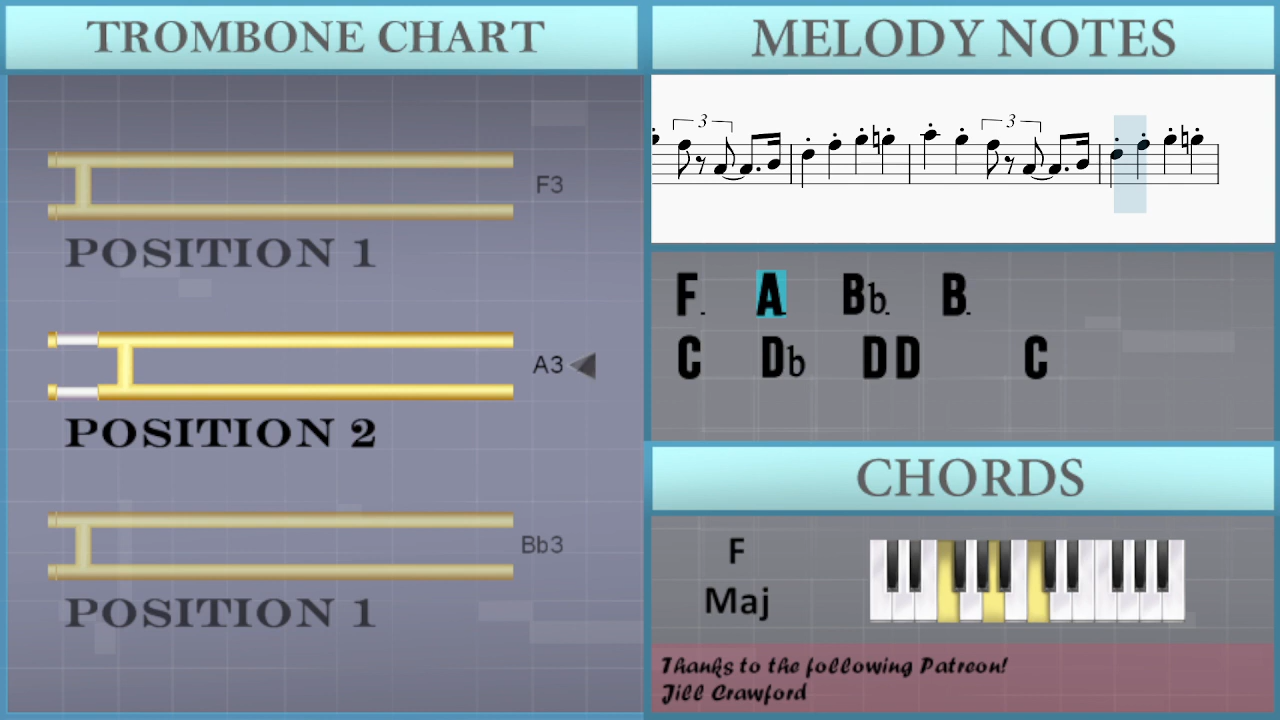 TROMBONE CHART
F3
POSITION 1
A3
POSITION 2
Bb3
POSITION 1
MELODY NOTES
3 3
F. A Bb. B.
C Db D D C
CHORDS
F
Maj
Thanks to the following Patreon!
Jill Crawford